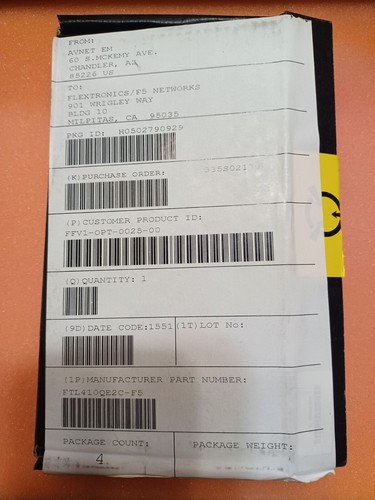 FROM:
AVNET EM
60 S.MCKEMY AVE.
CHANDLER, AZ
85226 US
TO:
FLEXTRONICS/F5 NETWORKS
901 WRIGLEY WAY
BLDG 10
MILPITAS, CA 95035
PKG ID: H0502790929
(K)PURCHASE ORDER:
(P)CUSTOMER PRODUCT ID:
FFV1-OPT-0025-00
(Q)QUANTITY: 1
(9D)DATE CODE:1551 (1T)LOT No:
(1P)MANUFACTURER PART NUMBER:
FTL410QE2C-F5
PACKAGE COUNT: PACKAGE WEIGHT:
4